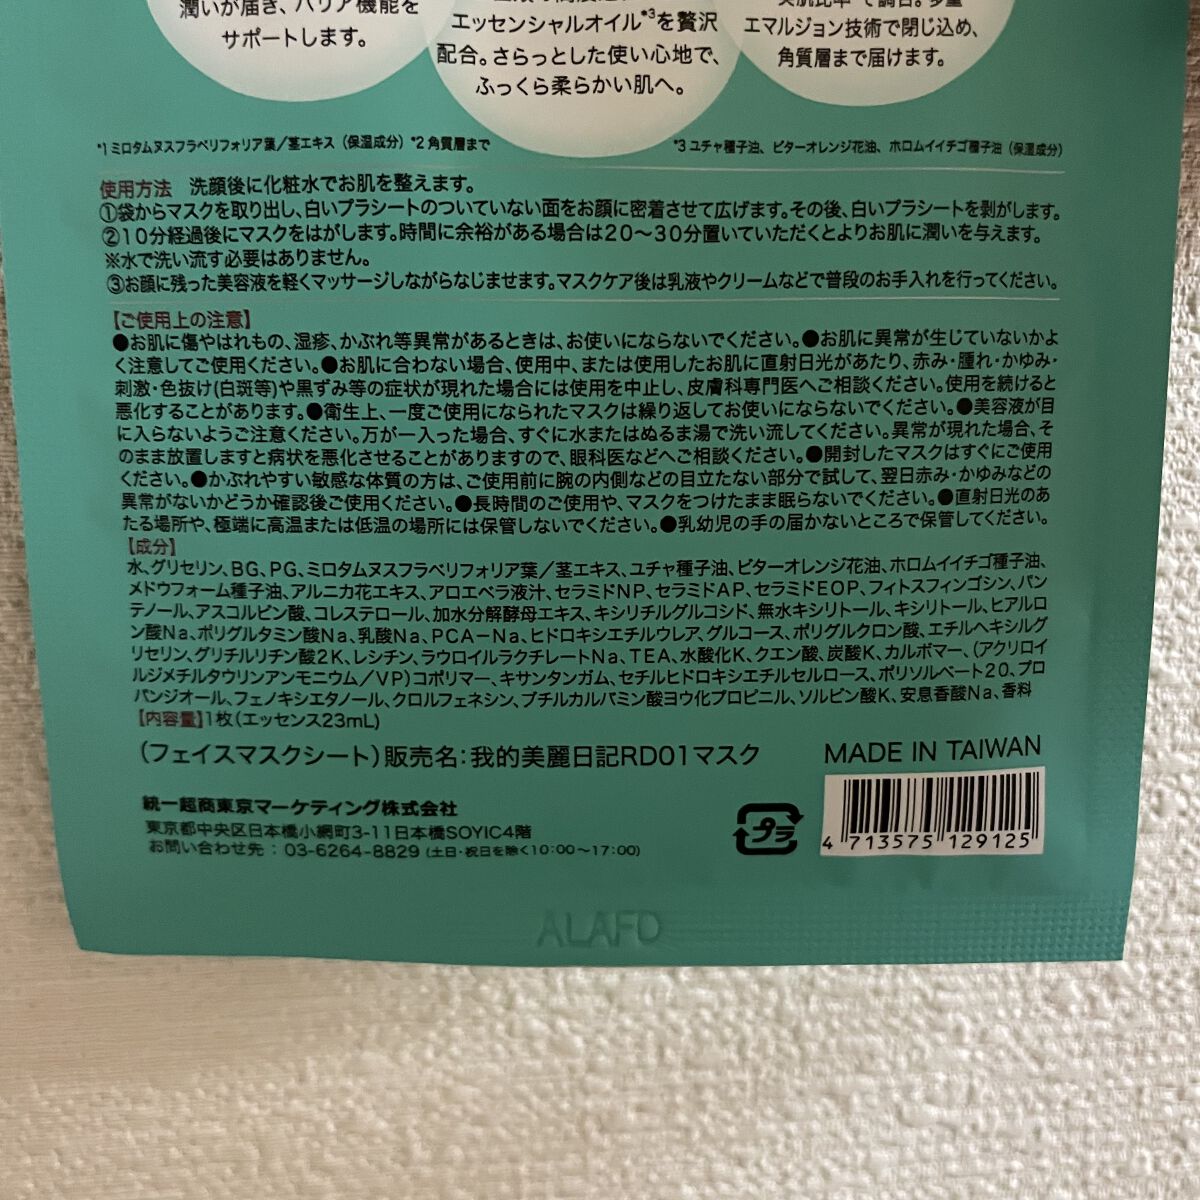 潤いが届き、バリア機能を
サポートします。
エッセンシャルオイル*3を贅沢
配合。さらっとした使い心地で、
ふっくら柔らかい肌へ。
エマルジョン技術で閉じ込め、
角質層まで届けます。
*1 ミロタムヌスフラベリフォリア葉／茎エキス（保湿成分）*2 角質層まで
*3 ユチャ種子油、ビターオレンジ花油、ホロムイイチゴ種子油（保湿成分）
使用方法 洗顔後に化粧水でお肌を整えます。
①袋からマスクを取り出し、白いプラシートのついていない面をお顔に密着させて広げます。その後、白いプラシートを剥がします。
②10分経過後にマスクをはがします。時間に余裕がある場合は20〜30分置いていただくとよりお肌に潤いを与えます。
※水で洗い流す必要はありません。
③お顔に残った美容液を軽くマッサージしながらなじませます。マスクケア後は乳液やクリームなどで普段のお手入れを行ってください。
【ご使用上の注意】
●お肌に傷やはれもの、湿疹、かぶれ等異常があるときは、お使いにならないでください。●お肌に異常が生じていないかよ
く注意してご使用ください。●お肌に合わない場合、使用中、または使用したお肌に直射日光があたり、赤み・腫れ・かゆみ・
刺激・色抜け(白斑等)や黒ずみ等の症状が現れた場合には使用を中止し、皮膚科専門医へご相談ください。使用を続けると
悪化することがあります。●衛生上、一度ご使用になられたマスクは繰り返してお使いにならないでください。●美容液が目
に入らないようご注意ください。万が一入った場合、すぐに水またはぬるま湯で洗い流してください。異常が現れた場合、そ
のまま放置しますと病状を悪化させることがありますので、眼科医などへご相談ください。●開封したマスクはすぐにご使用
ください。●かぶれやすい敏感な体質の方は、ご使用前に腕の内側などの目立たない部分で試して、翌日赤み・かゆみなどの
異常がないかどうか確認後ご使用ください。●長時間のご使用や、マスクをつけたまま眠らないでください。●直射日光のあ
たる場所や、極端に高温または低温の場所には保管しないでください。●乳幼児の手の届かないところで保管してください。
【成分】
水、グリセリン、BG、PG、ミロタムヌスフラベリフォリア葉／茎エキス、ユチャ種子油、ビターオレンジ花油、ホロムイイチゴ種子油、
メドウフォーム種子油、アルニカ花エキス、アロエベラ液汁、セラミドNP、セラミドAP、セラミドEOP、フィトスフィンゴシン、パン
テノール、アスコルビン酸、コレステロール、加水分解酵母エキス、キシリチルグルコシド、無水キシリトール、キシリトール、ヒアルロ
ン酸Na、ポリグルタミン酸Na、乳酸Na、PCA－Na、ヒドロキシエチルウレア、グルコース、ポリグルクロン酸、エチルヘキシルグ
リセリン、グリチルリチン酸2K、レシチン、ラウロイルラクチレートNa、TEA、水酸化K、クエン酸、炭酸K、カルボマー、（アクリロイ
ルジメチルタウリンアンモニウム／VP）コポリマー、キサンタンガム、セチルヒドロキシエチルセルロース、ポリソルベート20、プロ
パンジオール、フェノキシエタノール、クロルフェネシン、ブチルカルバミン酸ヨウ化プロピニル、ソルビン酸K、安息香酸Na、香料
【内容量】1枚（エッセンス23mL）
（フェイスマスクシート）販売名：我的美麗日記RD01マスク
MADE IN TAIWAN
統一超商東京マーケティング株式会社
東京都中央区日本橋小網町3-11日本橋SOYIC4階
お問い合わせ先：03-6264-8829（土日・祝日を除く10：00〜17：00）
プラ
4 713575 129125
ALAFD